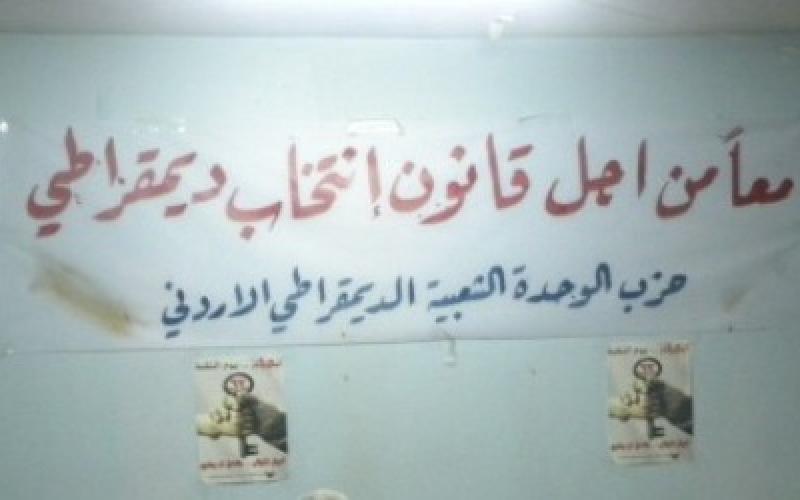 معاً من اجل قانون إنتخاب ديمقراطي
حزب الوحدة الشعبية الديمقراطي الاردني